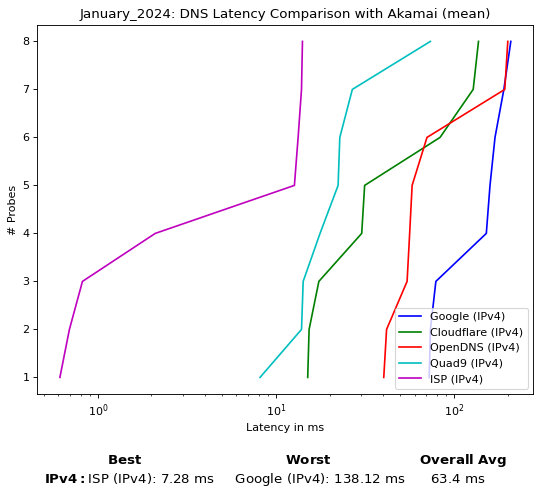 January_2024: DNS Latency Comparison with Akamai (mean)
8
7
6
5
4
3
2
1
# Probes
Google (IPv4)
Cloudflare (IPv4)
OpenDNS (IPv4)
Quad9 (IPv4)
ISP (IPv4)
10⁰ 10¹ 10²
Latency in ms
Best Worst Overall Avg
IPv4: ISP (IPv4): 7.28 ms Google (IPv4): 138.12 ms 63.4 ms